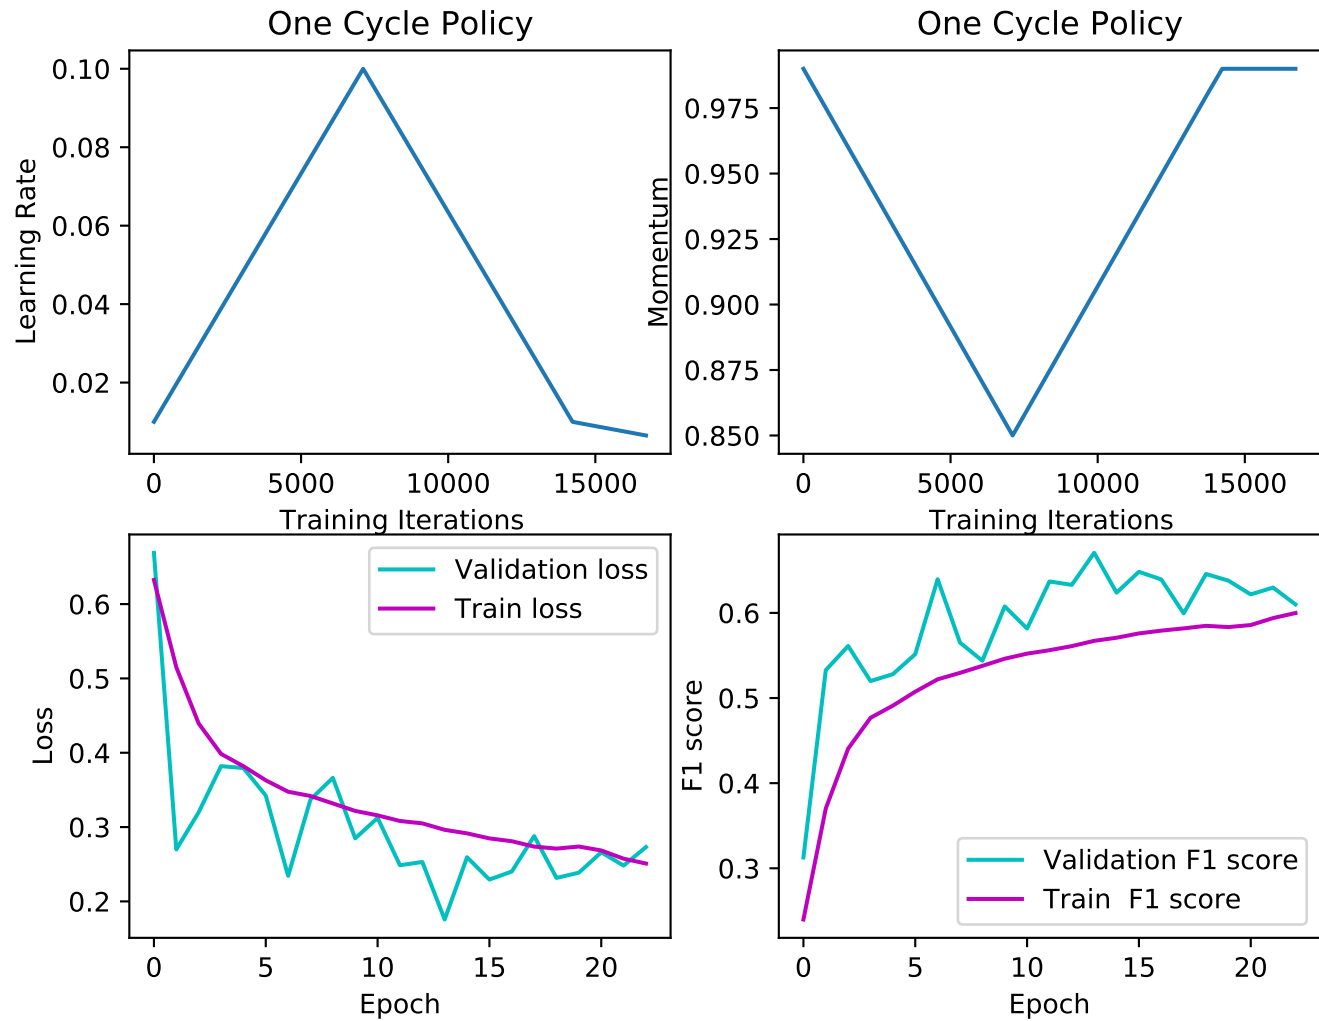 One Cycle Policy
Learning Rate
0.10
0.08
0.06
0.04
0.02
0 5000 10000 15000
Training Iterations
One Cycle Policy
Momentum
0.975
0.950
0.925
0.900
0.875
0.850
0 5000 10000 15000
Training Iterations
Loss
0.6
0.5
0.4
0.3
0.2
Validation loss
Train loss
0 5 10 15 20
Epoch
F1 score
0.6
0.5
0.4
0.3
Validation F1 score
Train  F1 score
0 5 10 15 20
Epoch